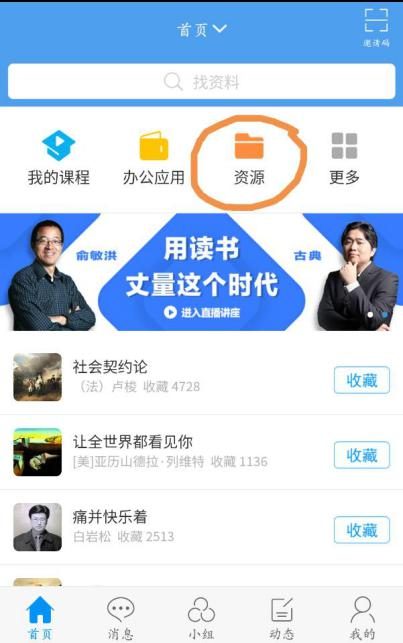 首页
邀请码
找资料
我的课程
办公应用
资源
更多
俞敏洪
用读书
古典
丈量这个时代
进入直播讲座
社会契约论
（法）卢梭 收藏 4728
收藏
让全世界都看见你
[美]亚历山德拉·列维特 收藏 1136
收藏
痛并快乐着
白岩松 收藏 2513
收藏
首页
消息
小组
动态
我的